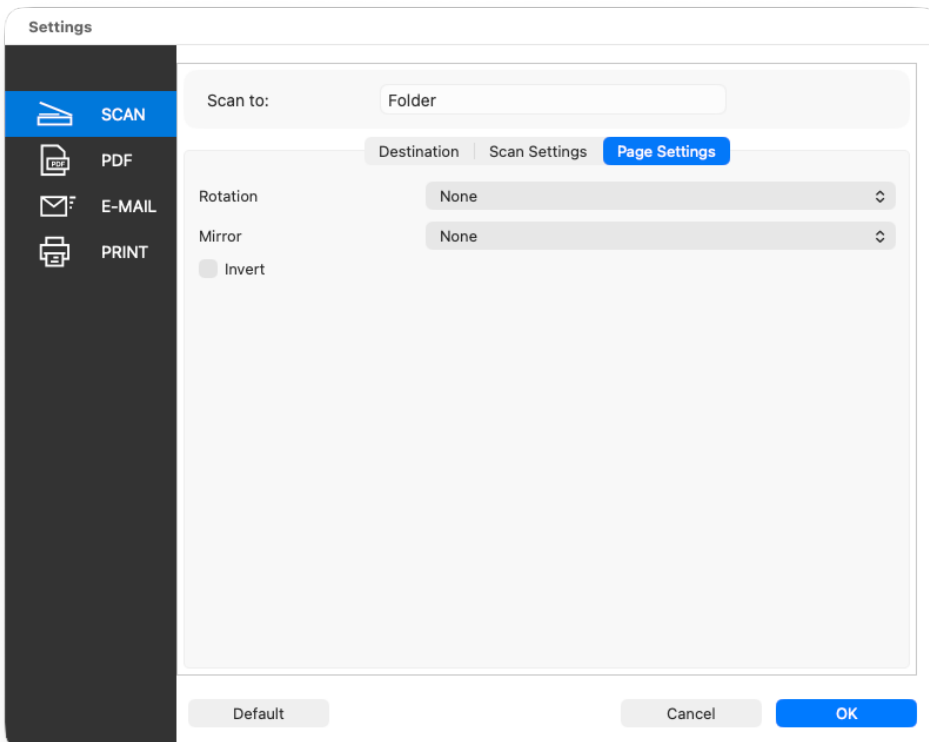 Settings
SCAN
PDF
PDF
E-MAIL
PRINT
Scan to: Folder
Destination Scan Settings Page Settings
Rotation None
Mirror None
Invert
Default Cancel OK